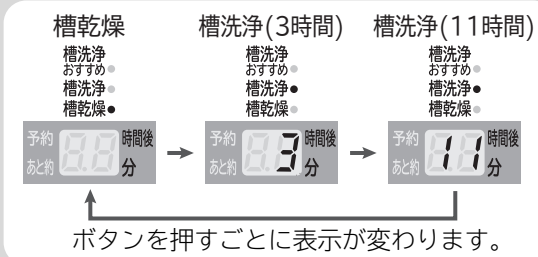 槽乾燥
槽洗浄
おすすめ
槽洗浄
槽乾燥
予約
時間後
あと約
分
槽洗浄(3時間)
槽洗浄
おすすめ
槽洗浄
槽乾燥
予約
3
時間後
あと約
分
槽洗浄(11時間)
槽洗浄
おすすめ
槽洗浄
槽乾燥
予約
11
時間後
あと約
分
ボタンを押すごとに表示が変わります。